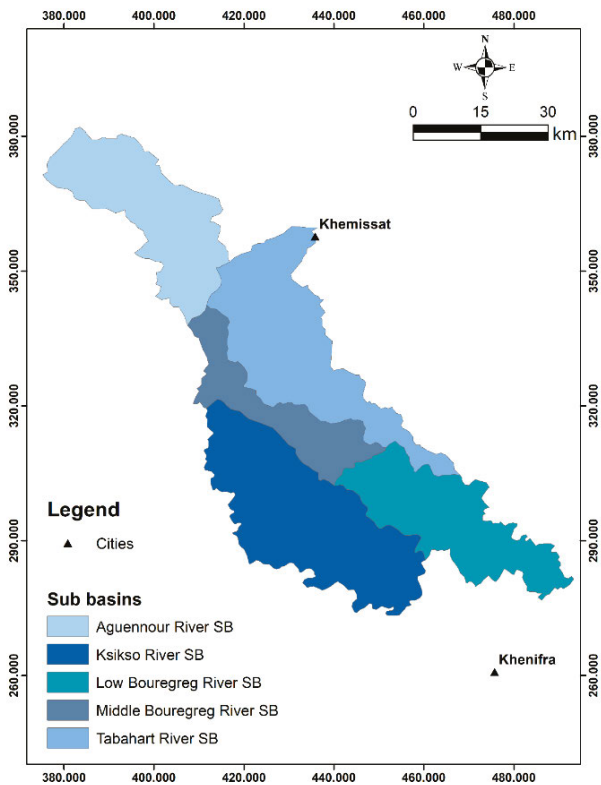 380.000 400.000 420.000 440.000 460.000 480.000
N
W E
S
0 15 30
km
380.000 380.000
Khemissat
350.000 350.000
320.000 320.000
Legend
Cities
290.000 290.000
Sub basins
Aguennour River SB
Ksikso River SB
Khenifra
Low Bouregreg River SB
260.000 260.000
Middle Bouregreg River SB
Tabahart River SB
380.000 400.000 420.000 440.000 460.000 480.000